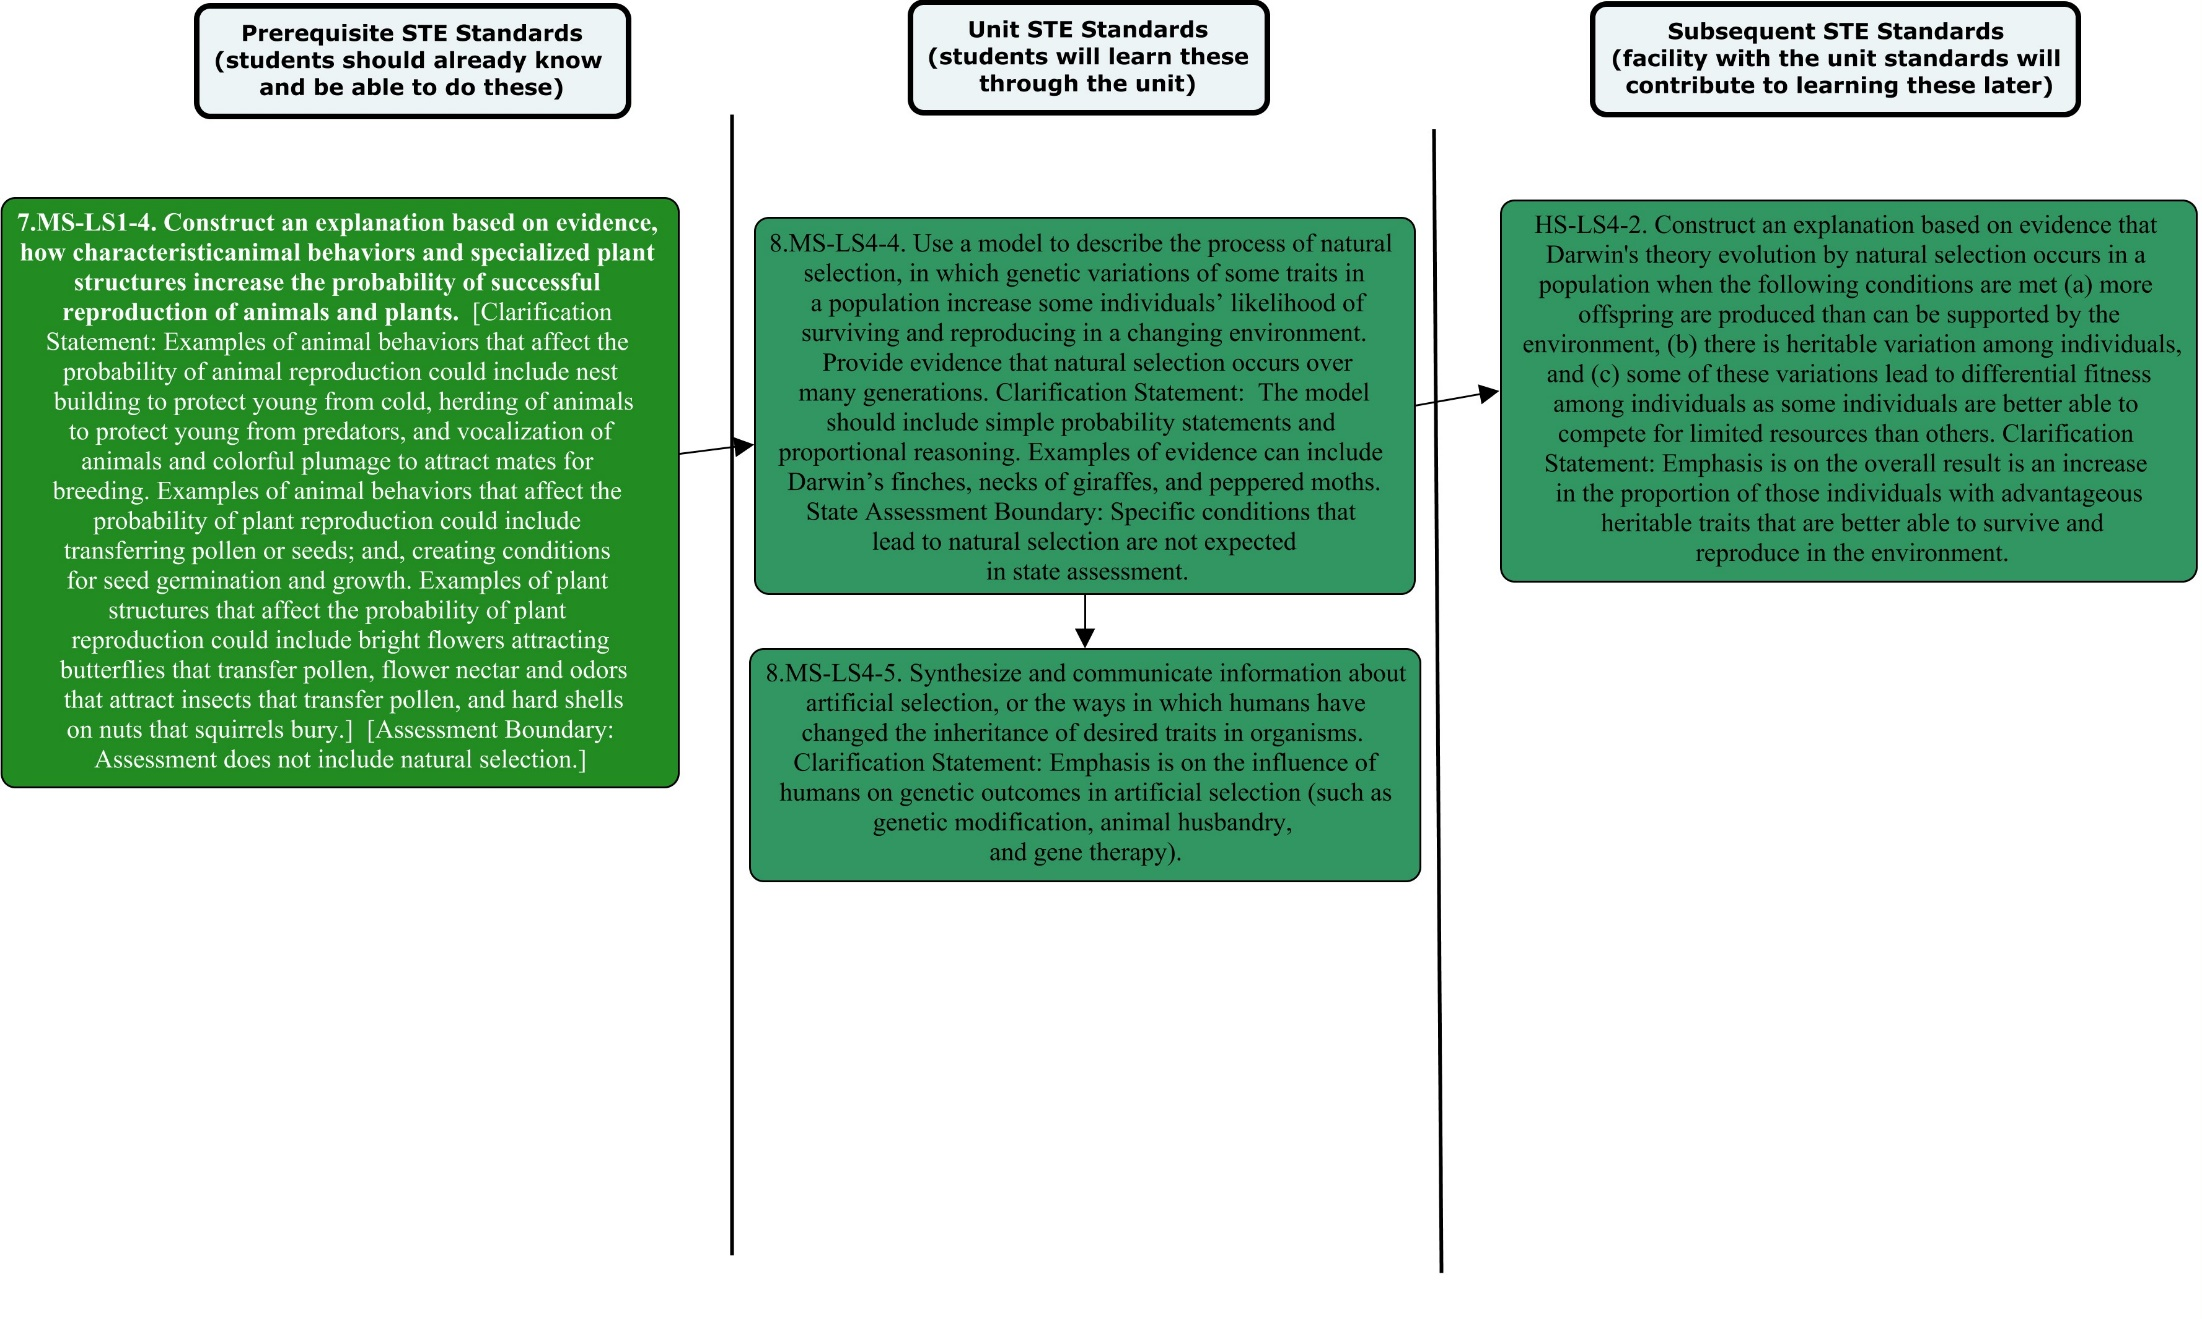 Prerequisite STE Standards
(students should already know
and be able to do these)
Unit STE Standards
(students will learn these
through the unit)
Subsequent STE Standards
(facility with the unit standards will
contribute to learning these later)
7.MS-LS1-4. Construct an explanation based on evidence,
how characteristicanimal behaviors and specialized plant
structures increase the probability of successful
reproduction of animals and plants.  [Clarification
Statement: Examples of animal behaviors that affect the
probability of animal reproduction could include nest
building to protect young from cold, herding of animals
to protect young from predators, and vocalization of
animals and colorful plumage to attract mates for
breeding. Examples of animal behaviors that affect the
probability of plant reproduction could include
transferring pollen or seeds; and, creating conditions
for seed germination and growth. Examples of plant
structures that affect the probability of plant
reproduction could include bright flowers attracting
butterflies that transfer pollen, flower nectar and odors
that attract insects that transfer pollen, and hard shells
on nuts that squirrels bury.]  [Assessment Boundary:
Assessment does not include natural selection.]
8.MS-LS4-4. Use a model to describe the process of natural
selection, in which genetic variations of some traits in
a population increase some individuals’ likelihood of
surviving and reproducing in a changing environment.
Provide evidence that natural selection occurs over
many generations. Clarification Statement:  The model
should include simple probability statements and
proportional reasoning. Examples of evidence can include
Darwin’s finches, necks of giraffes, and peppered moths.
State Assessment Boundary: Specific conditions that
lead to natural selection are not expected
in state assessment.
8.MS-LS4-5. Synthesize and communicate information about
artificial selection, or the ways in which humans have
changed the inheritance of desired traits in organisms.
Clarification Statement: Emphasis is on the influence of
humans on genetic outcomes in artificial selection (such as
genetic modification, animal husbandry,
and gene therapy).
HS-LS4-2. Construct an explanation based on evidence that
Darwin's theory evolution by natural selection occurs in a
population when the following conditions are met (a) more
offspring are produced than can be supported by the
environment, (b) there is heritable variation among individuals,
and (c) some of these variations lead to differential fitness
among individuals as some individuals are better able to
compete for limited resources than others. Clarification
Statement: Emphasis is on the overall result is an increase
in the proportion of those individuals with advantageous
heritable traits that are better able to survive and
reproduce in the environment.